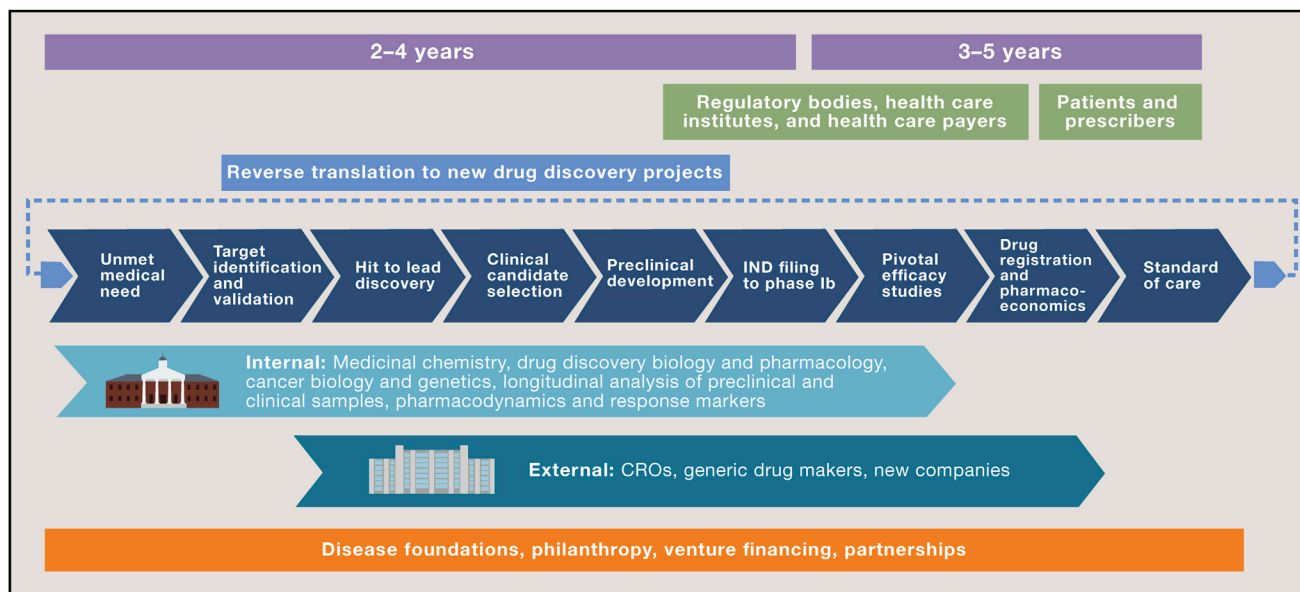 2–4 years
3–5 years
Regulatory bodies, health care
institutes, and health care payers
Patients and
prescribers
Reverse translation to new drug discovery projects
Unmet
medical
need
Target
identification
and
validation
Hit to lead
discovery
Clinical
candidate
selection
Preclinical
development
IND filing
to phase Ib
Pivotal
efficacy
studies
Drug
registration
and
pharmaco-
economics
Standard
of care
Internal: Medicinal chemistry, drug discovery biology and pharmacology,
cancer biology and genetics, longitudinal analysis of preclinical and
clinical samples, pharmacodynamics and response markers
External: CROs, generic drug makers, new companies
Disease foundations, philanthropy, venture financing, partnerships